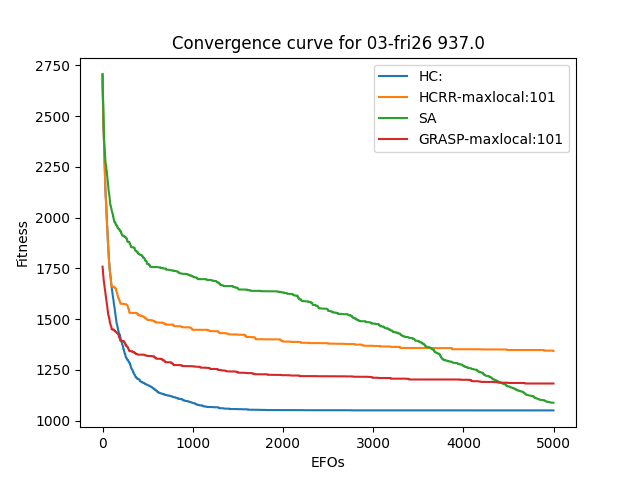 Convergence curve for 03-fri26 937.0
HC:
HCRR-maxlocal:101
SA
GRASP-maxlocal:101
Fitness
2750
2500
2250
2000
1750
1500
1250
1000
0 1000 2000 3000 4000 5000
EFOs